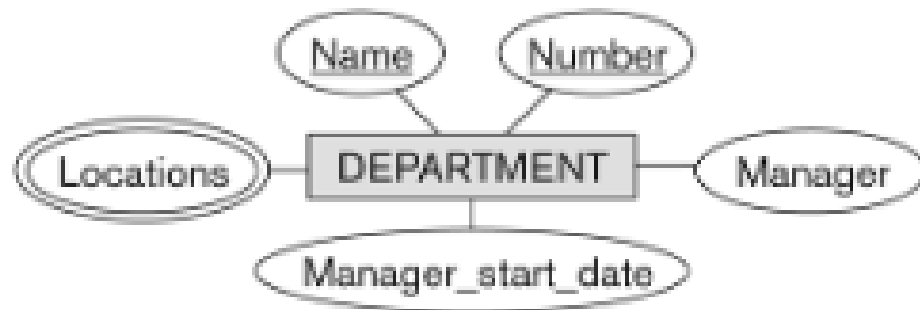 Name
Number
Locations
DEPARTMENT
Manager
Manager_start_date